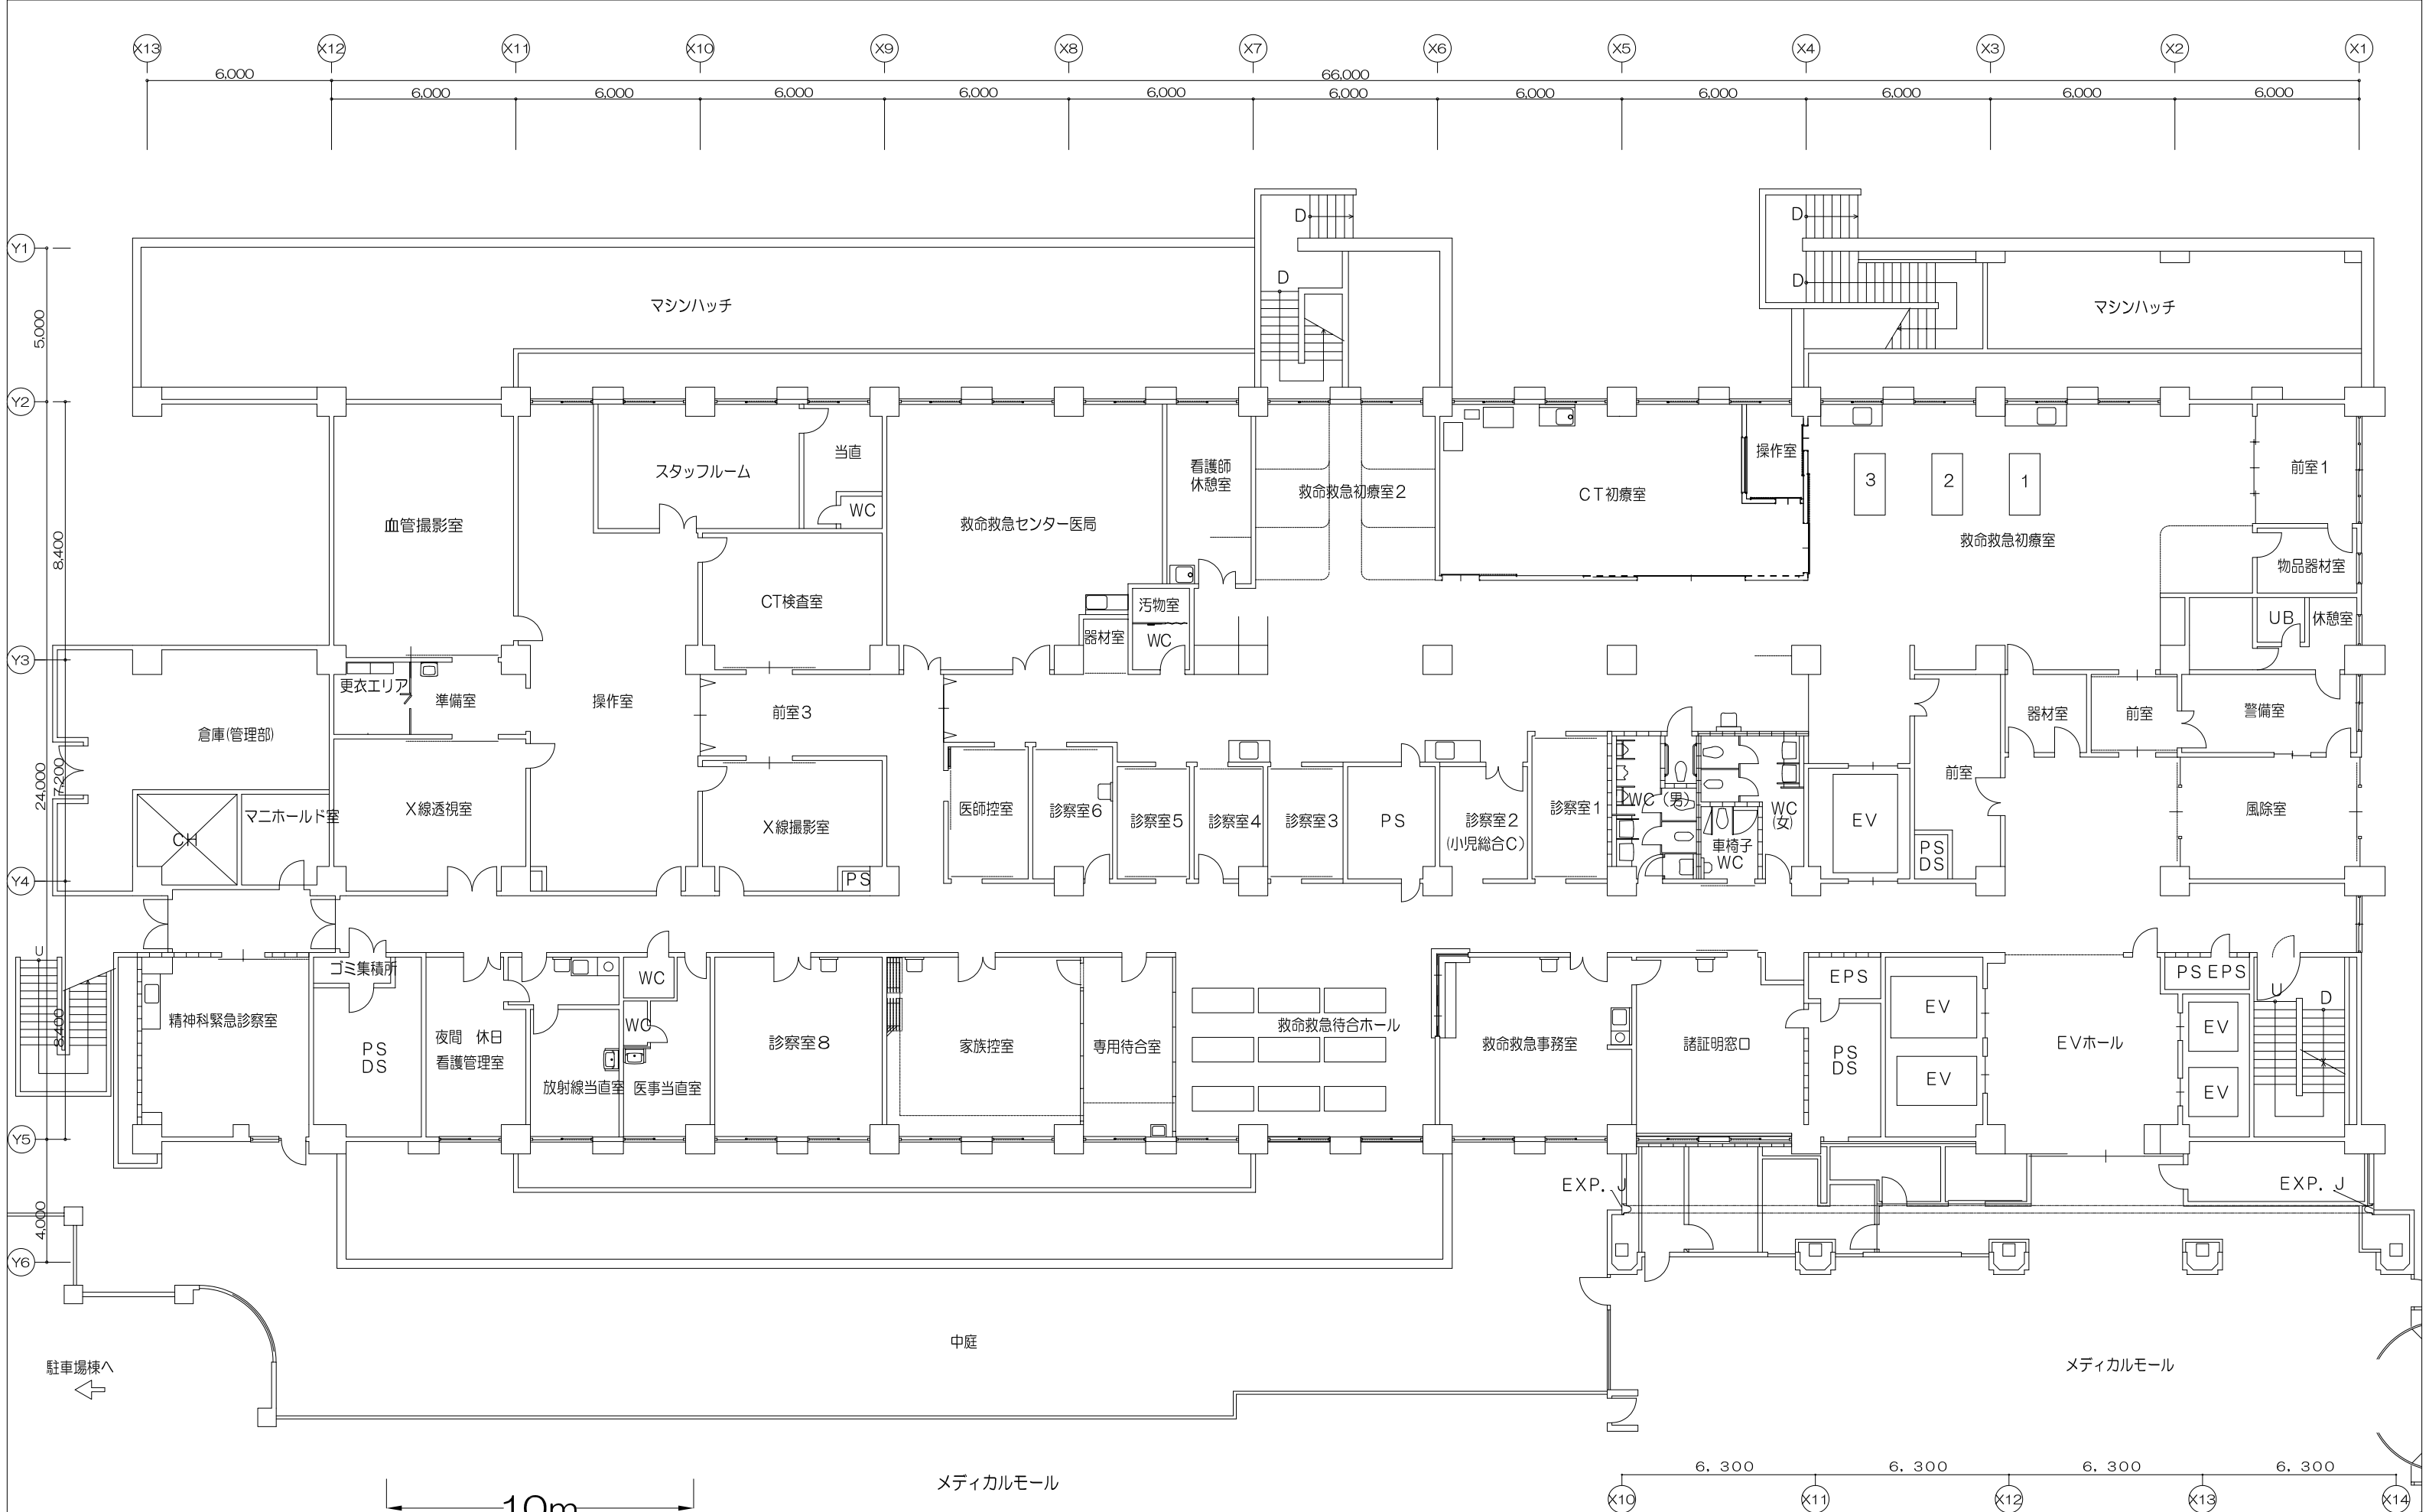 X13
X12
X11
X10
X9
X8
X7
X6
X5
X4
X3
X2
X1
6,000
66,000
6,000
6,000
6,000
6,000
6,000
6,000
6,000
6,000
6,000
6,000
6,000
D
D
Y1
D
D
マシンハッチ
マシンハッチ
5,000
Y2
当直
操作室
スタッフルーム
看護師
休憩室
前室1
3
2
1
救命救急初療室2
CT初療室
WC
血管撮影室
救命救急センター医局
救命救急初療室
8,400
物品器材室
CT検査室
汚物室
UB
休憩室
器材室
WC
Y3
更衣エリア
準備室
操作室
前室3
器材室
前室
警備室
倉庫(管理部)
24,000
7,200
前室
X線透視室
マニホールド室
医師控室
診察室6
診察室5
診察室4
診察室3
PS
診察室2
(小児総合C)
診察室1
WC(男)
WC
(女)
EV
風除室
X線撮影室
CH
車椅子
WC
PS
DS
PS
Y4
U
ゴミ集積所
WC
EPS
PS EPS
U
D
精神科緊急診察室
夜間 休日
看護管理室
WC
診察室8
家族控室
専用待合室
救命救急待合ホール
救命救急事務室
諸証明窓口
EV
EV
EVホール
EV
EV
8,400
PS
DS
PS
DS
放射線当直室
医事当直室
Y5
EXP. J
EXP. J
4,000
Y6
中庭
駐車場棟へ
メディカルモール
メディカルモール
6,300
6,300
6,300
6,300
10m
X10
X11
X12
X13
X14